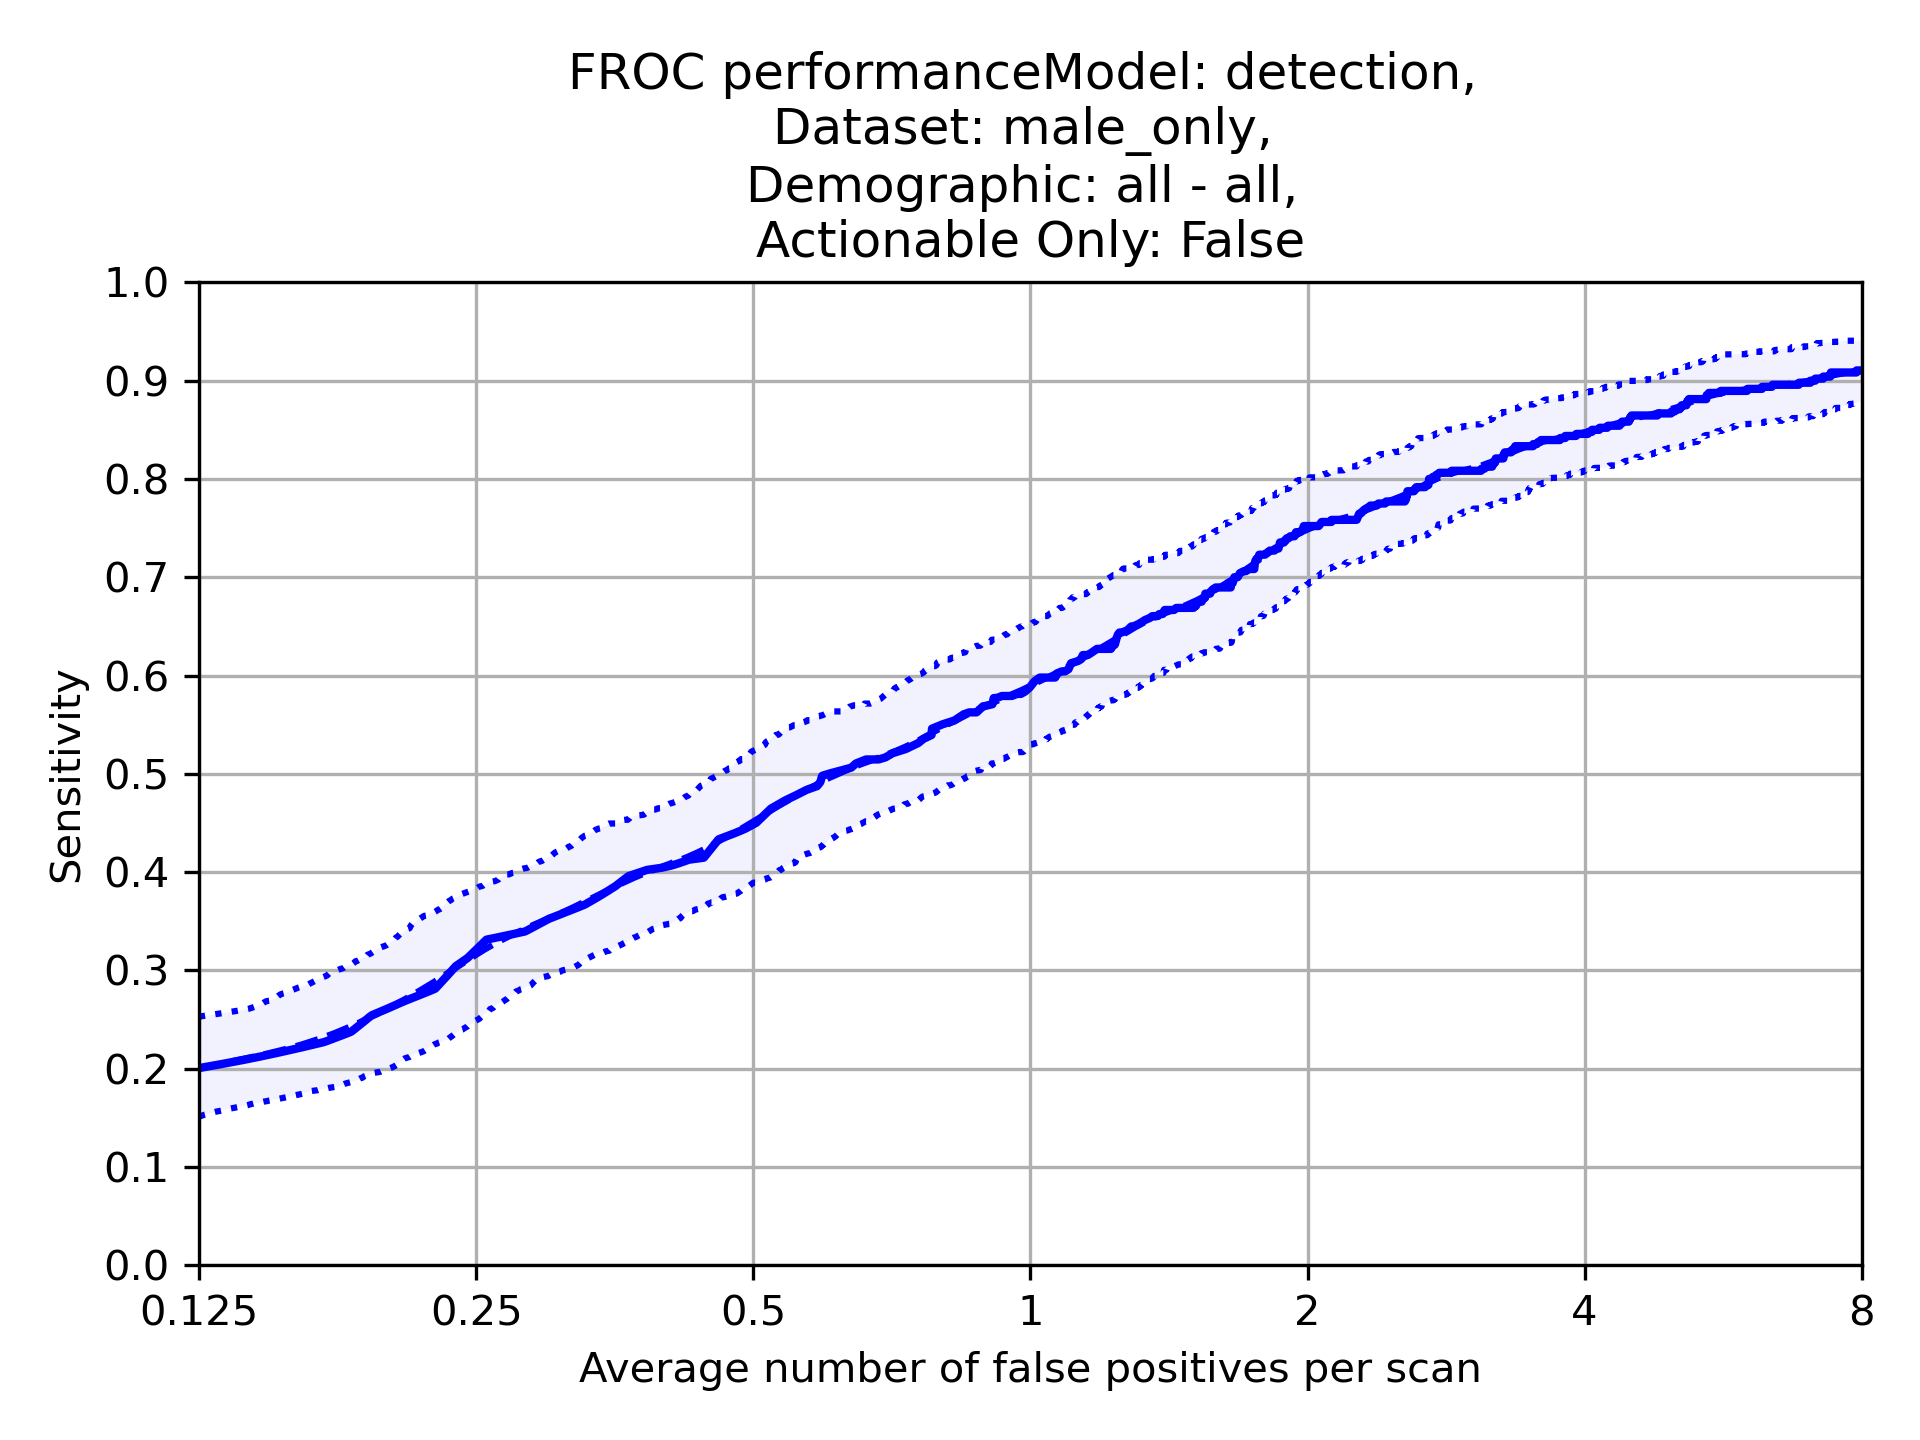 FROC performanceModel: detection,
Dataset: male_only,
Demographic: all - all,
Actionable Only: False
1.0
0.9
0.8
0.7
0.6
0.5
0.4
0.3
0.2
0.1
0.0
Sensitivity
0.125 0.25 0.5 1 2 4 8
Average number of false positives per scan